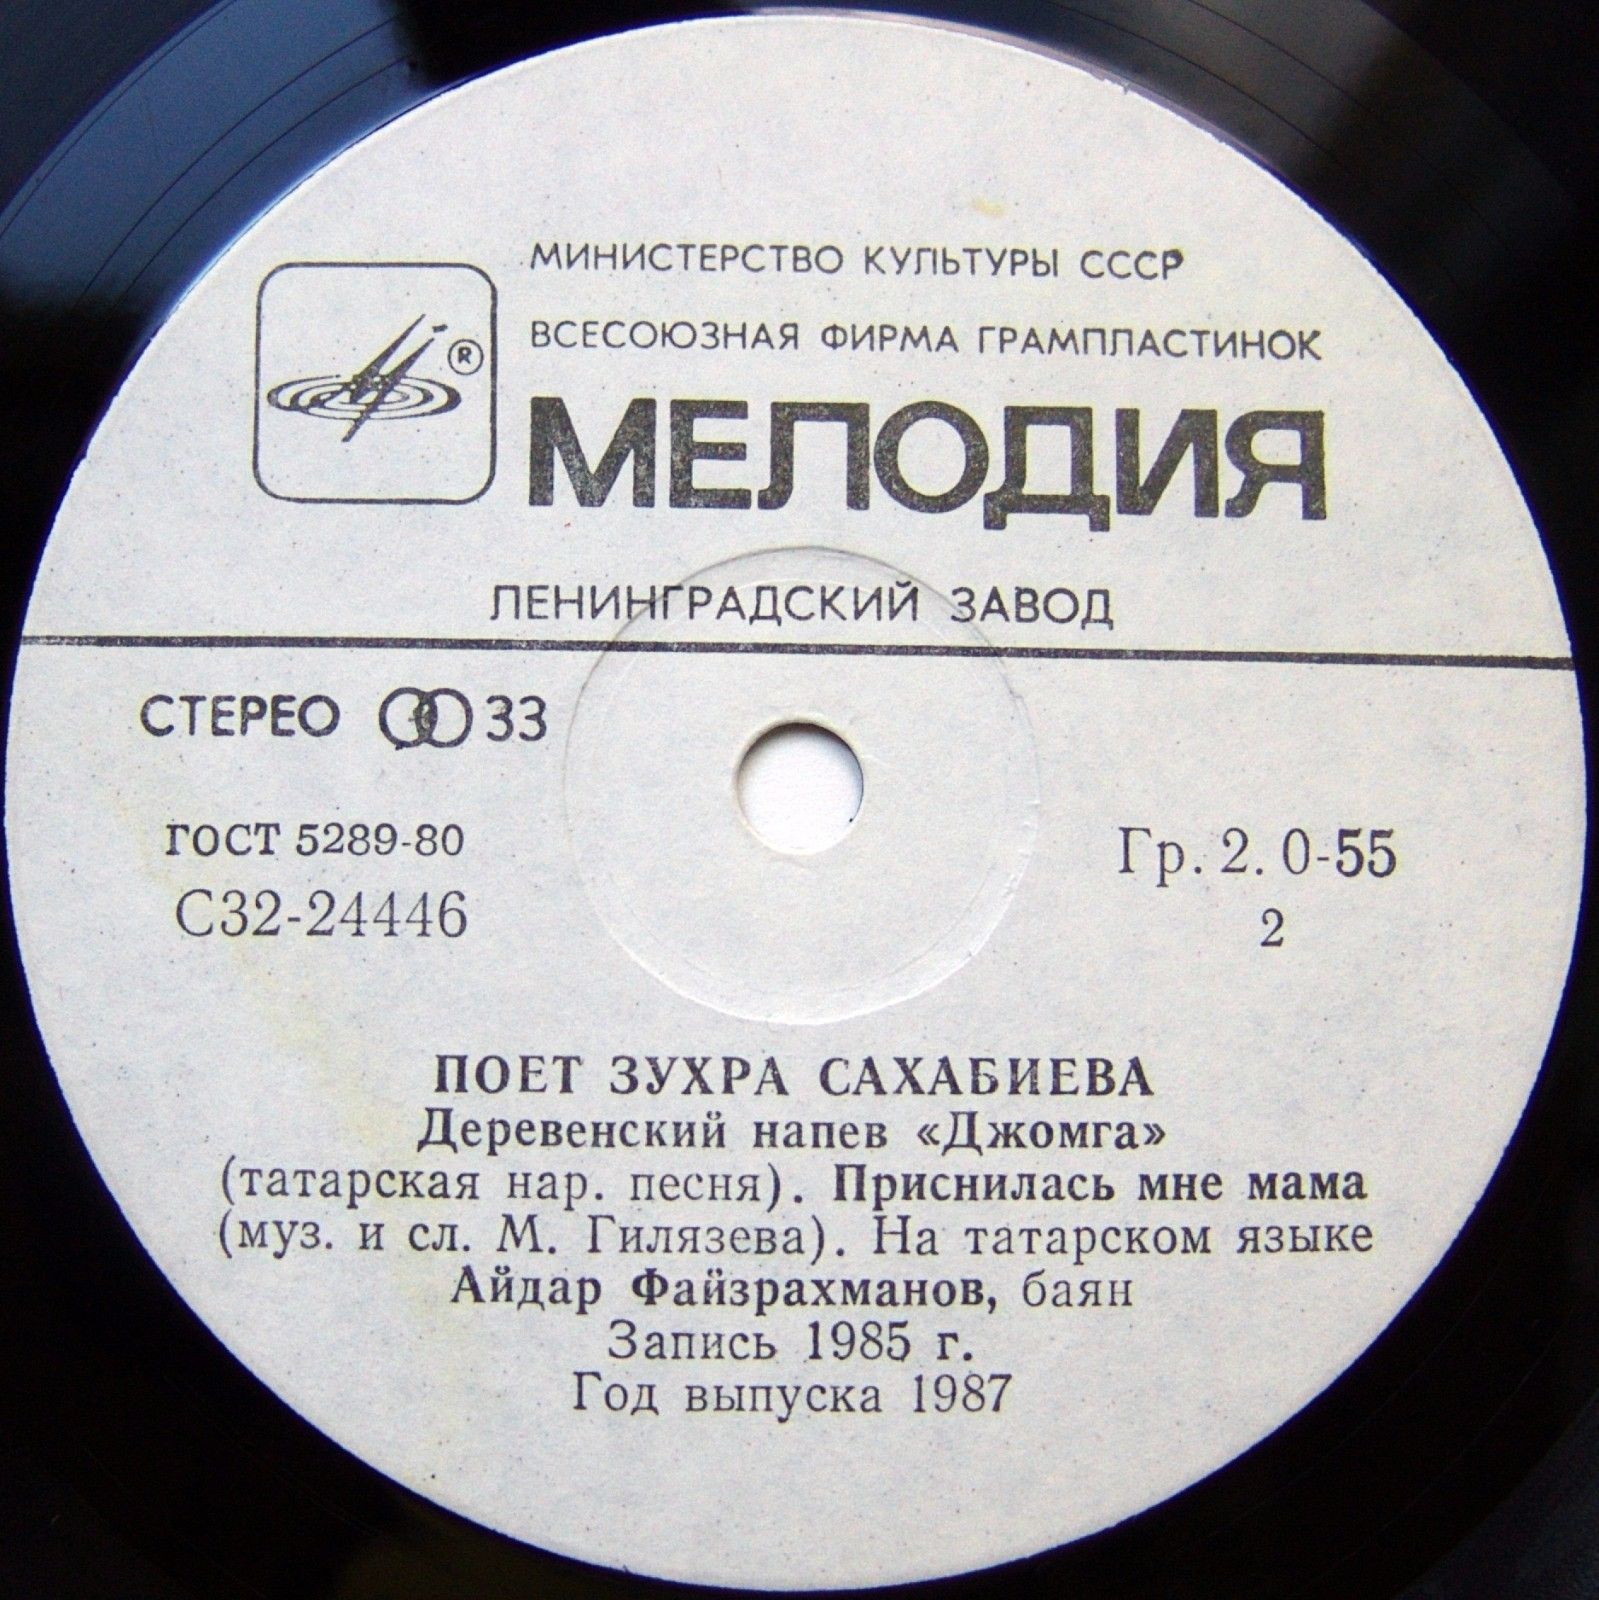 МИНИСТЕРСТВО КУЛЬТУРЫ СССР
ВСЕСОЮЗНАЯ ФИРМА ГРАМПЛАСТИНОК
®
МЕЛОДИЯ
ЛЕНИНГРАДСКИЙ ЗАВОД
СТЕРЕО 33
ГОСТ 5289-80
С32-24446
Гр. 2. 0-55
2
ПОЕТ ЗУХРА САХАБИЕВА
Деревенский напев «Джомга»
(татарская нар. песня). Приснилась мне мама
(муз. и сл. М. Гилязева). На татарском языке
Айдар Файзрахманов, баян
Запись 1985 г.
Год выпуска 1987